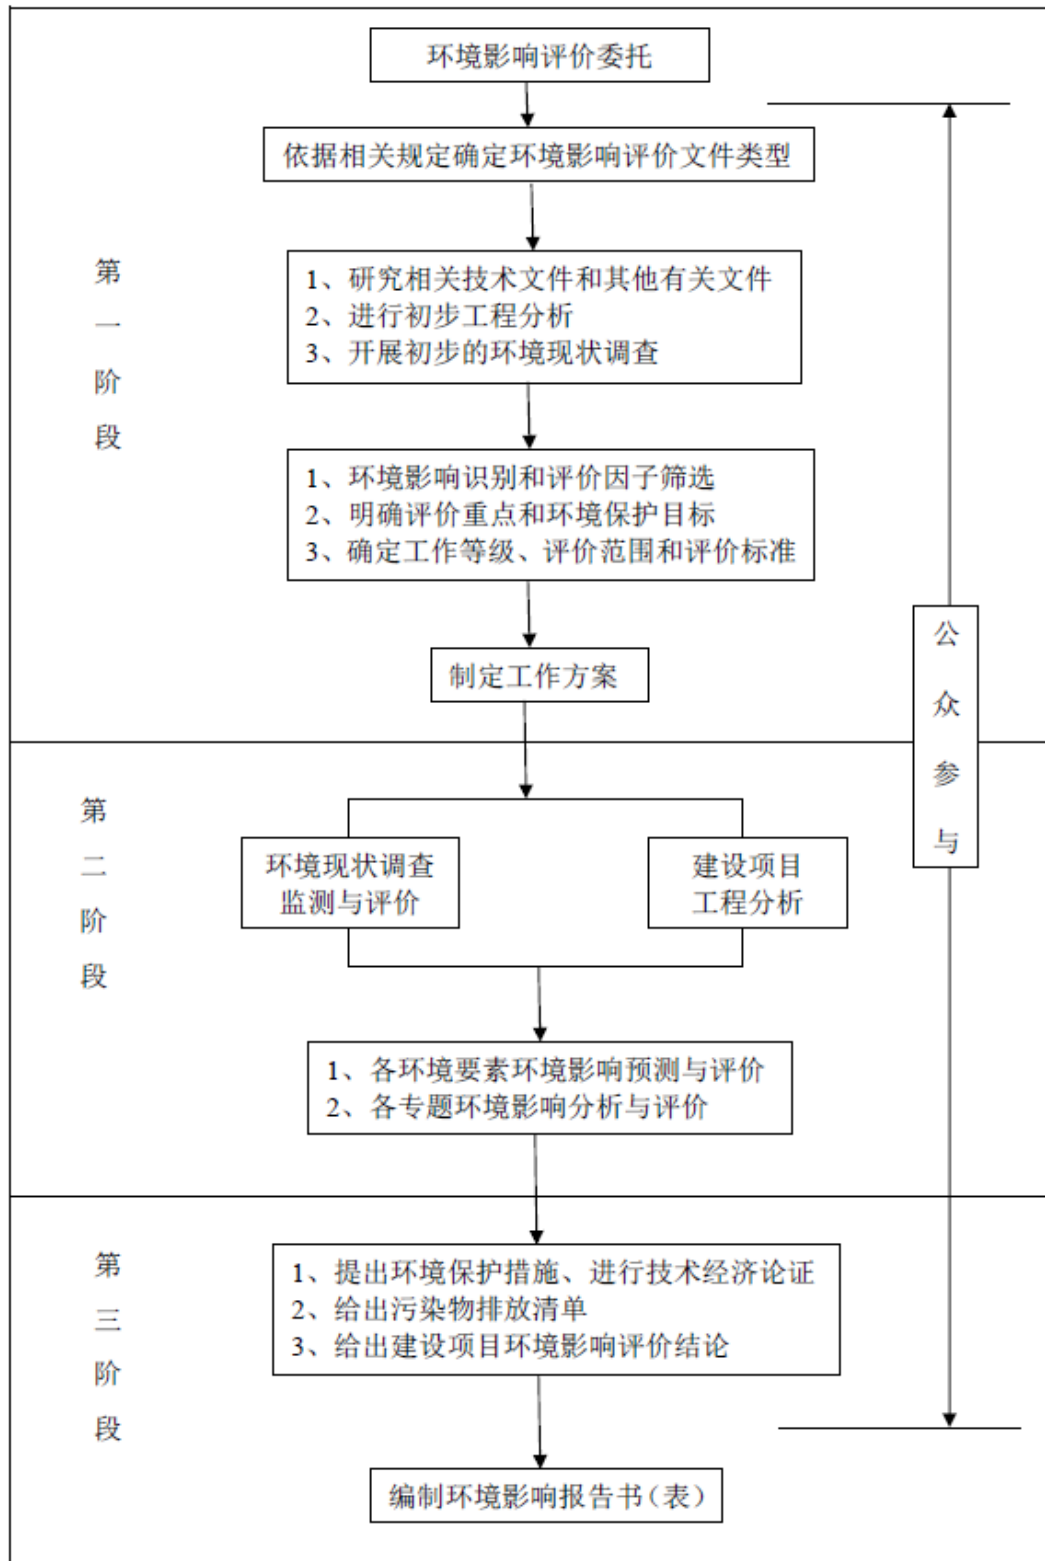 环境影响评价委托
依据相关规定确定环境影响评价文件类型
第一阶段
1、研究相关技术文件和其他有关文件
2、进行初步工程分析
3、开展初步的环境现状调查
1、环境影响识别和评价因子筛选
2、明确评价重点和环境保护目标
3、确定工作等级、评价范围和评价标准
制定工作方案
公众参与
第二阶段
环境现状调查
监测与评价
建设项目
工程分析
1、各环境要素环境影响预测与评价
2、各专题环境影响分析与评价
第三阶段
1、提出环境保护措施、进行技术经济论证
2、给出污染物排放清单
3、给出建设项目环境影响评价结论
编制环境影响报告书(表)